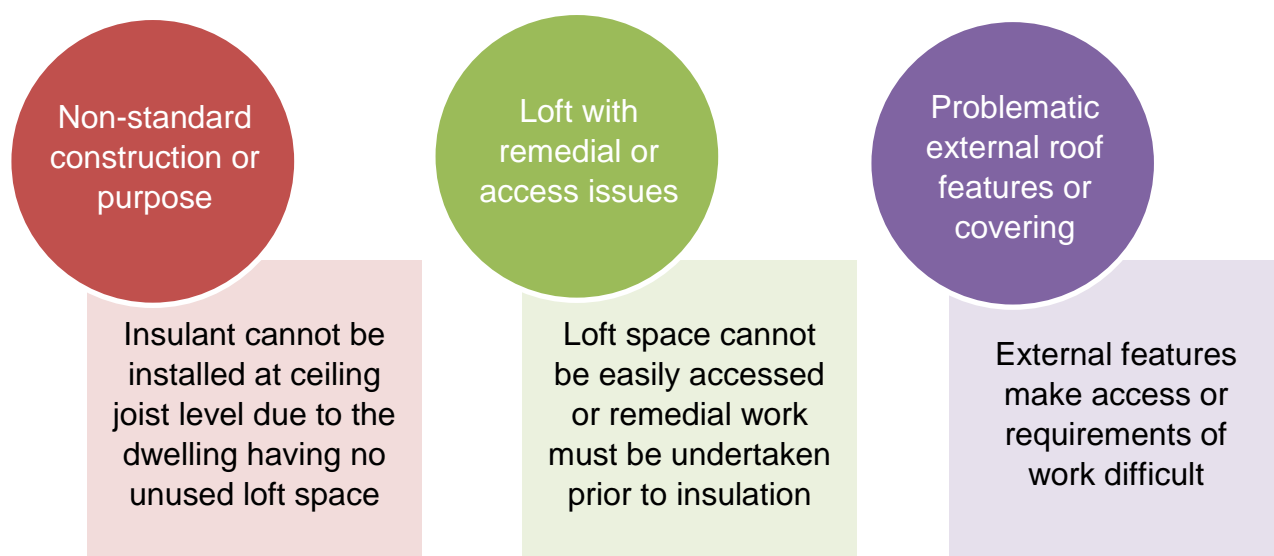 Non-standard
construction or
purpose
Insulant cannot be
installed at ceiling
joist level due to the
dwelling having no
unused loft space
Loft with
remedial or
access issues
Loft space cannot
be easily accessed
or remedial work
must be undertaken
prior to insulation
Problematic
external roof
features or
covering
External features
make access or
requirements of
work difficult